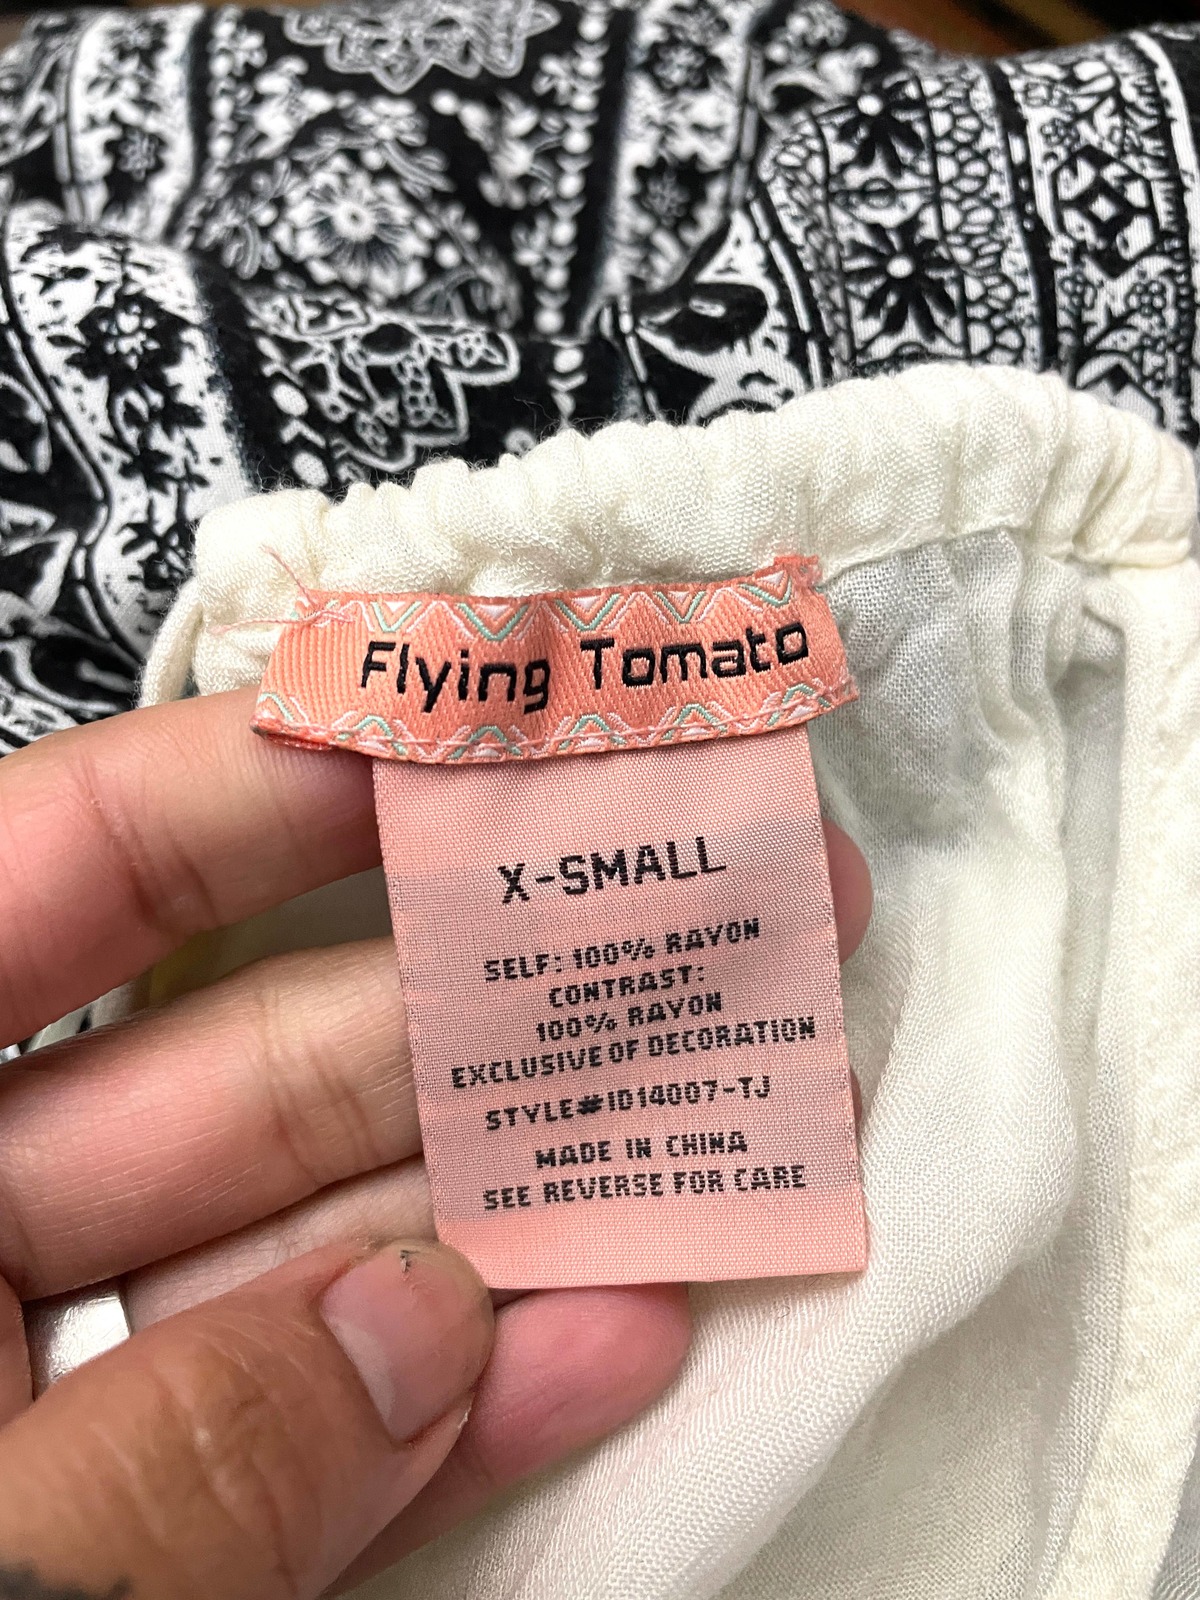 Flying Tomato
X-SMALL
SELF: 100% RAYON
CONTRAST:
100% RAYON
EXCLUSIVE OF DECORATION
STYLE#ID14007-TJ
MADE IN CHINA
SEE REVERSE FOR CARE